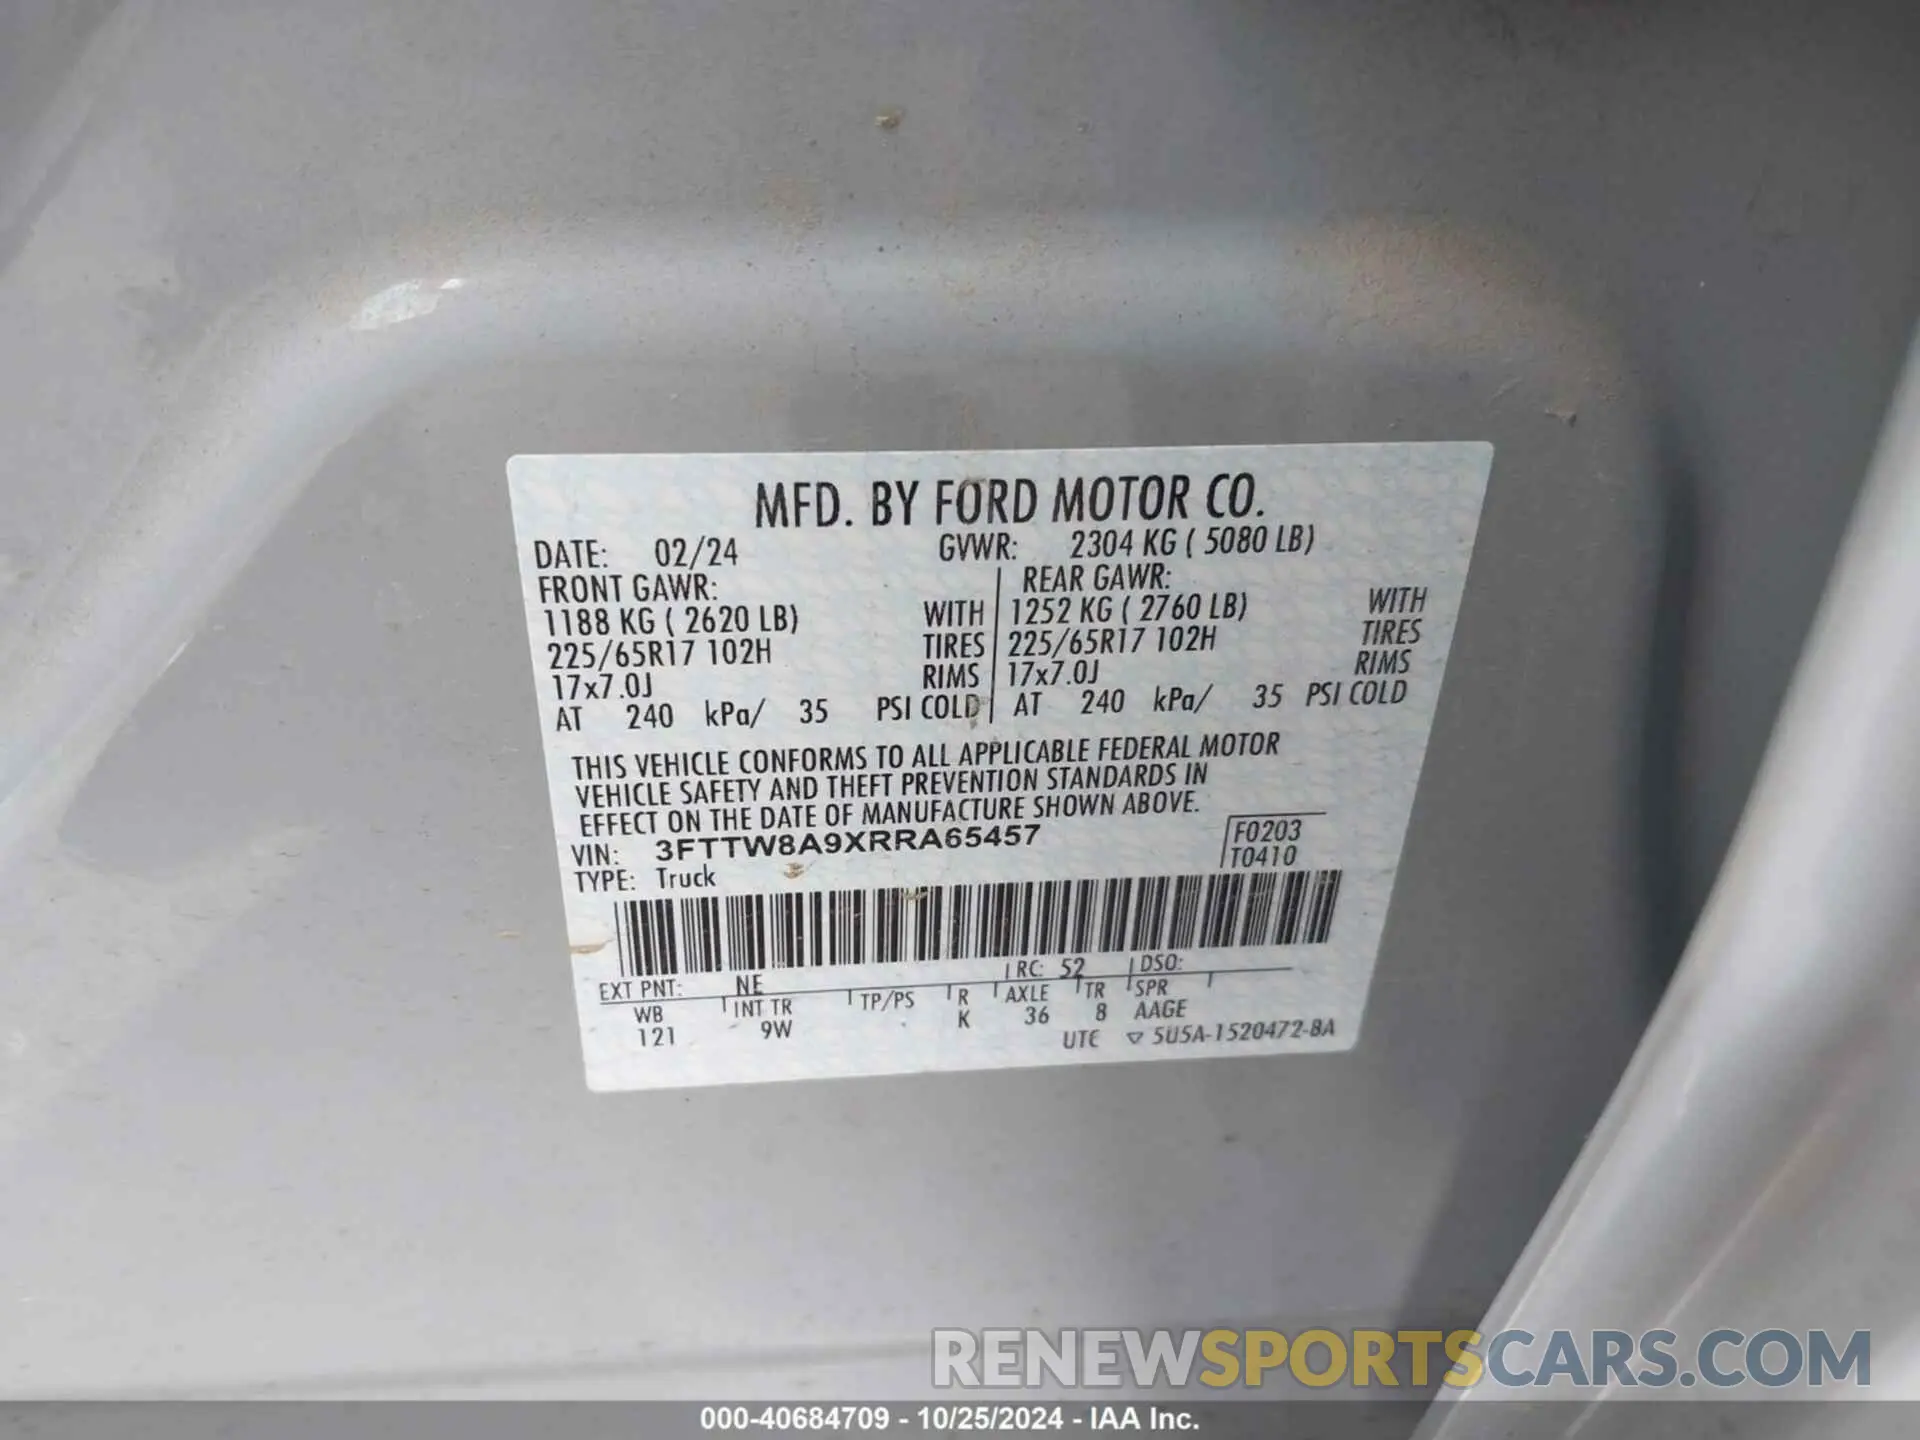 MFD. BY FORD MOTOR CO.
DATE: 02/24 GVWR: 2304 KG ( 5080 LB)
FRONT GAWR: REAR GAWR:
1188 KG ( 2620 LB) WITH 1252 KG ( 2760 LB) WITH
225/65R17 102H TIRES 225/65R17 102H TIRES
17x7.0J RIMS 17x7.0J RIMS
AT 240 kPa/ 35 PSI COLD AT 240 kPa/ 35 PSI COLD
THIS VEHICLE CONFORMS TO ALL APPLICABLE FEDERAL MOTOR
VEHICLE SAFETY AND THEFT PREVENTION STANDARDS IN
EFFECT ON THE DATE OF MANUFACTURE SHOWN ABOVE.
VIN: 3FTTW8A9XRRA65457 F0203
TYPE: Truck T0410
EXT PNT: NE RC: 52 DSO:
WB INT TR TP/PS R AXLE TR SPR
121 9W K 36 8 AAGE
UTC ▽ 5U5A-1520472-BA
RENEWSPORTSCARS.COM
000-40684709 - 10/25/2024 - IAA Inc.